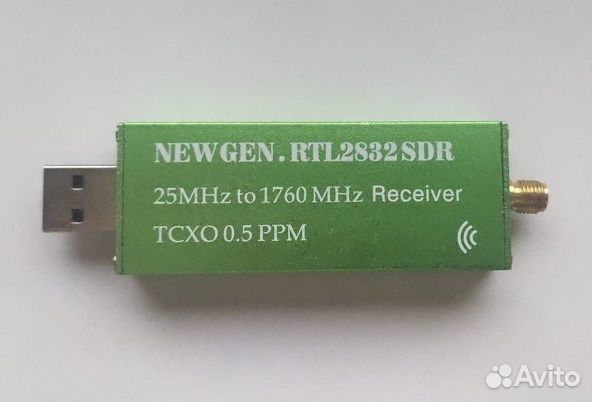 NEWGEN.RTL2832SDR
25MHz to 1760 MHz Receiver
TCXO 0.5 PPM
Avito